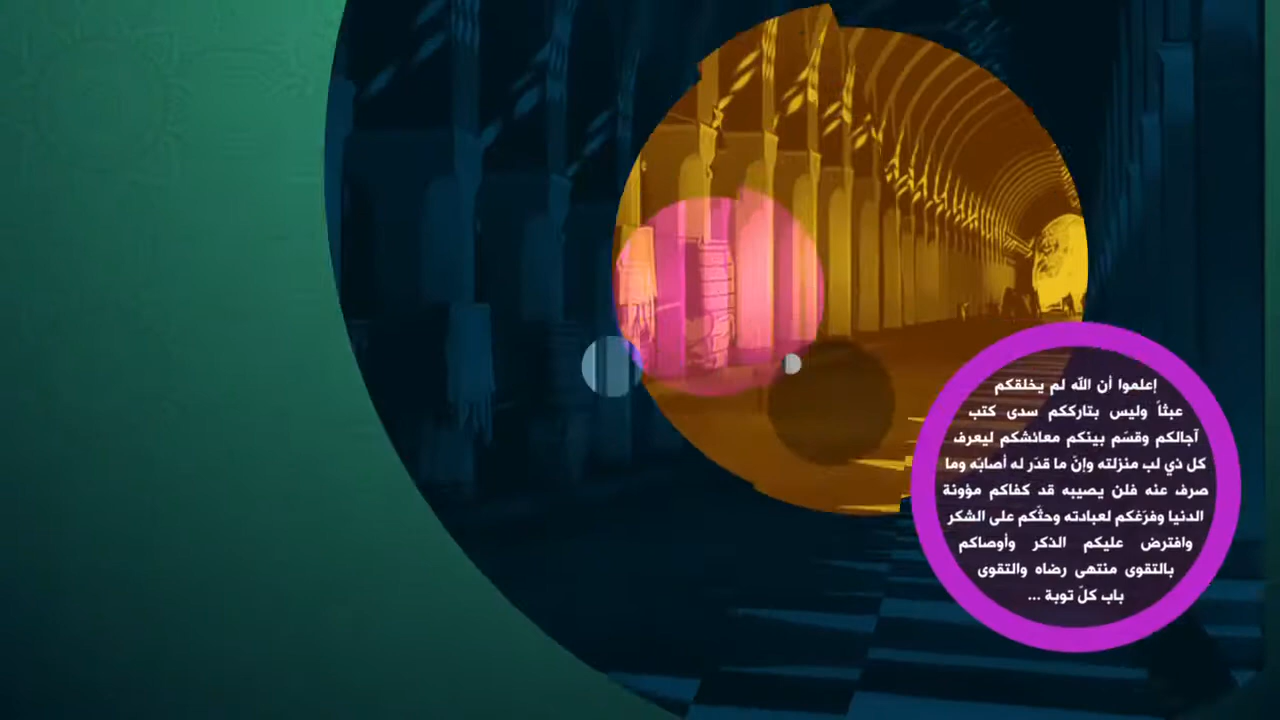 إعلموا أن الله لم يخلقكم
عبثاً وليس بتارككم سدى كتب
آجالكم وقسّم بينكم معائشكم ليعرف
كل ذي لب منزلته وإنّ ما قدّر له أصابه وما
صرف عنه فلن يصيبه قد كفاكم مؤونة
الدنيا وفرّغكم لعبادته وحثّكم على الشكر
وافترض عليكم الذكر وأوصاكم
بالتقوى منتهى رضاه والتقوى
باب كلّ توبة ...